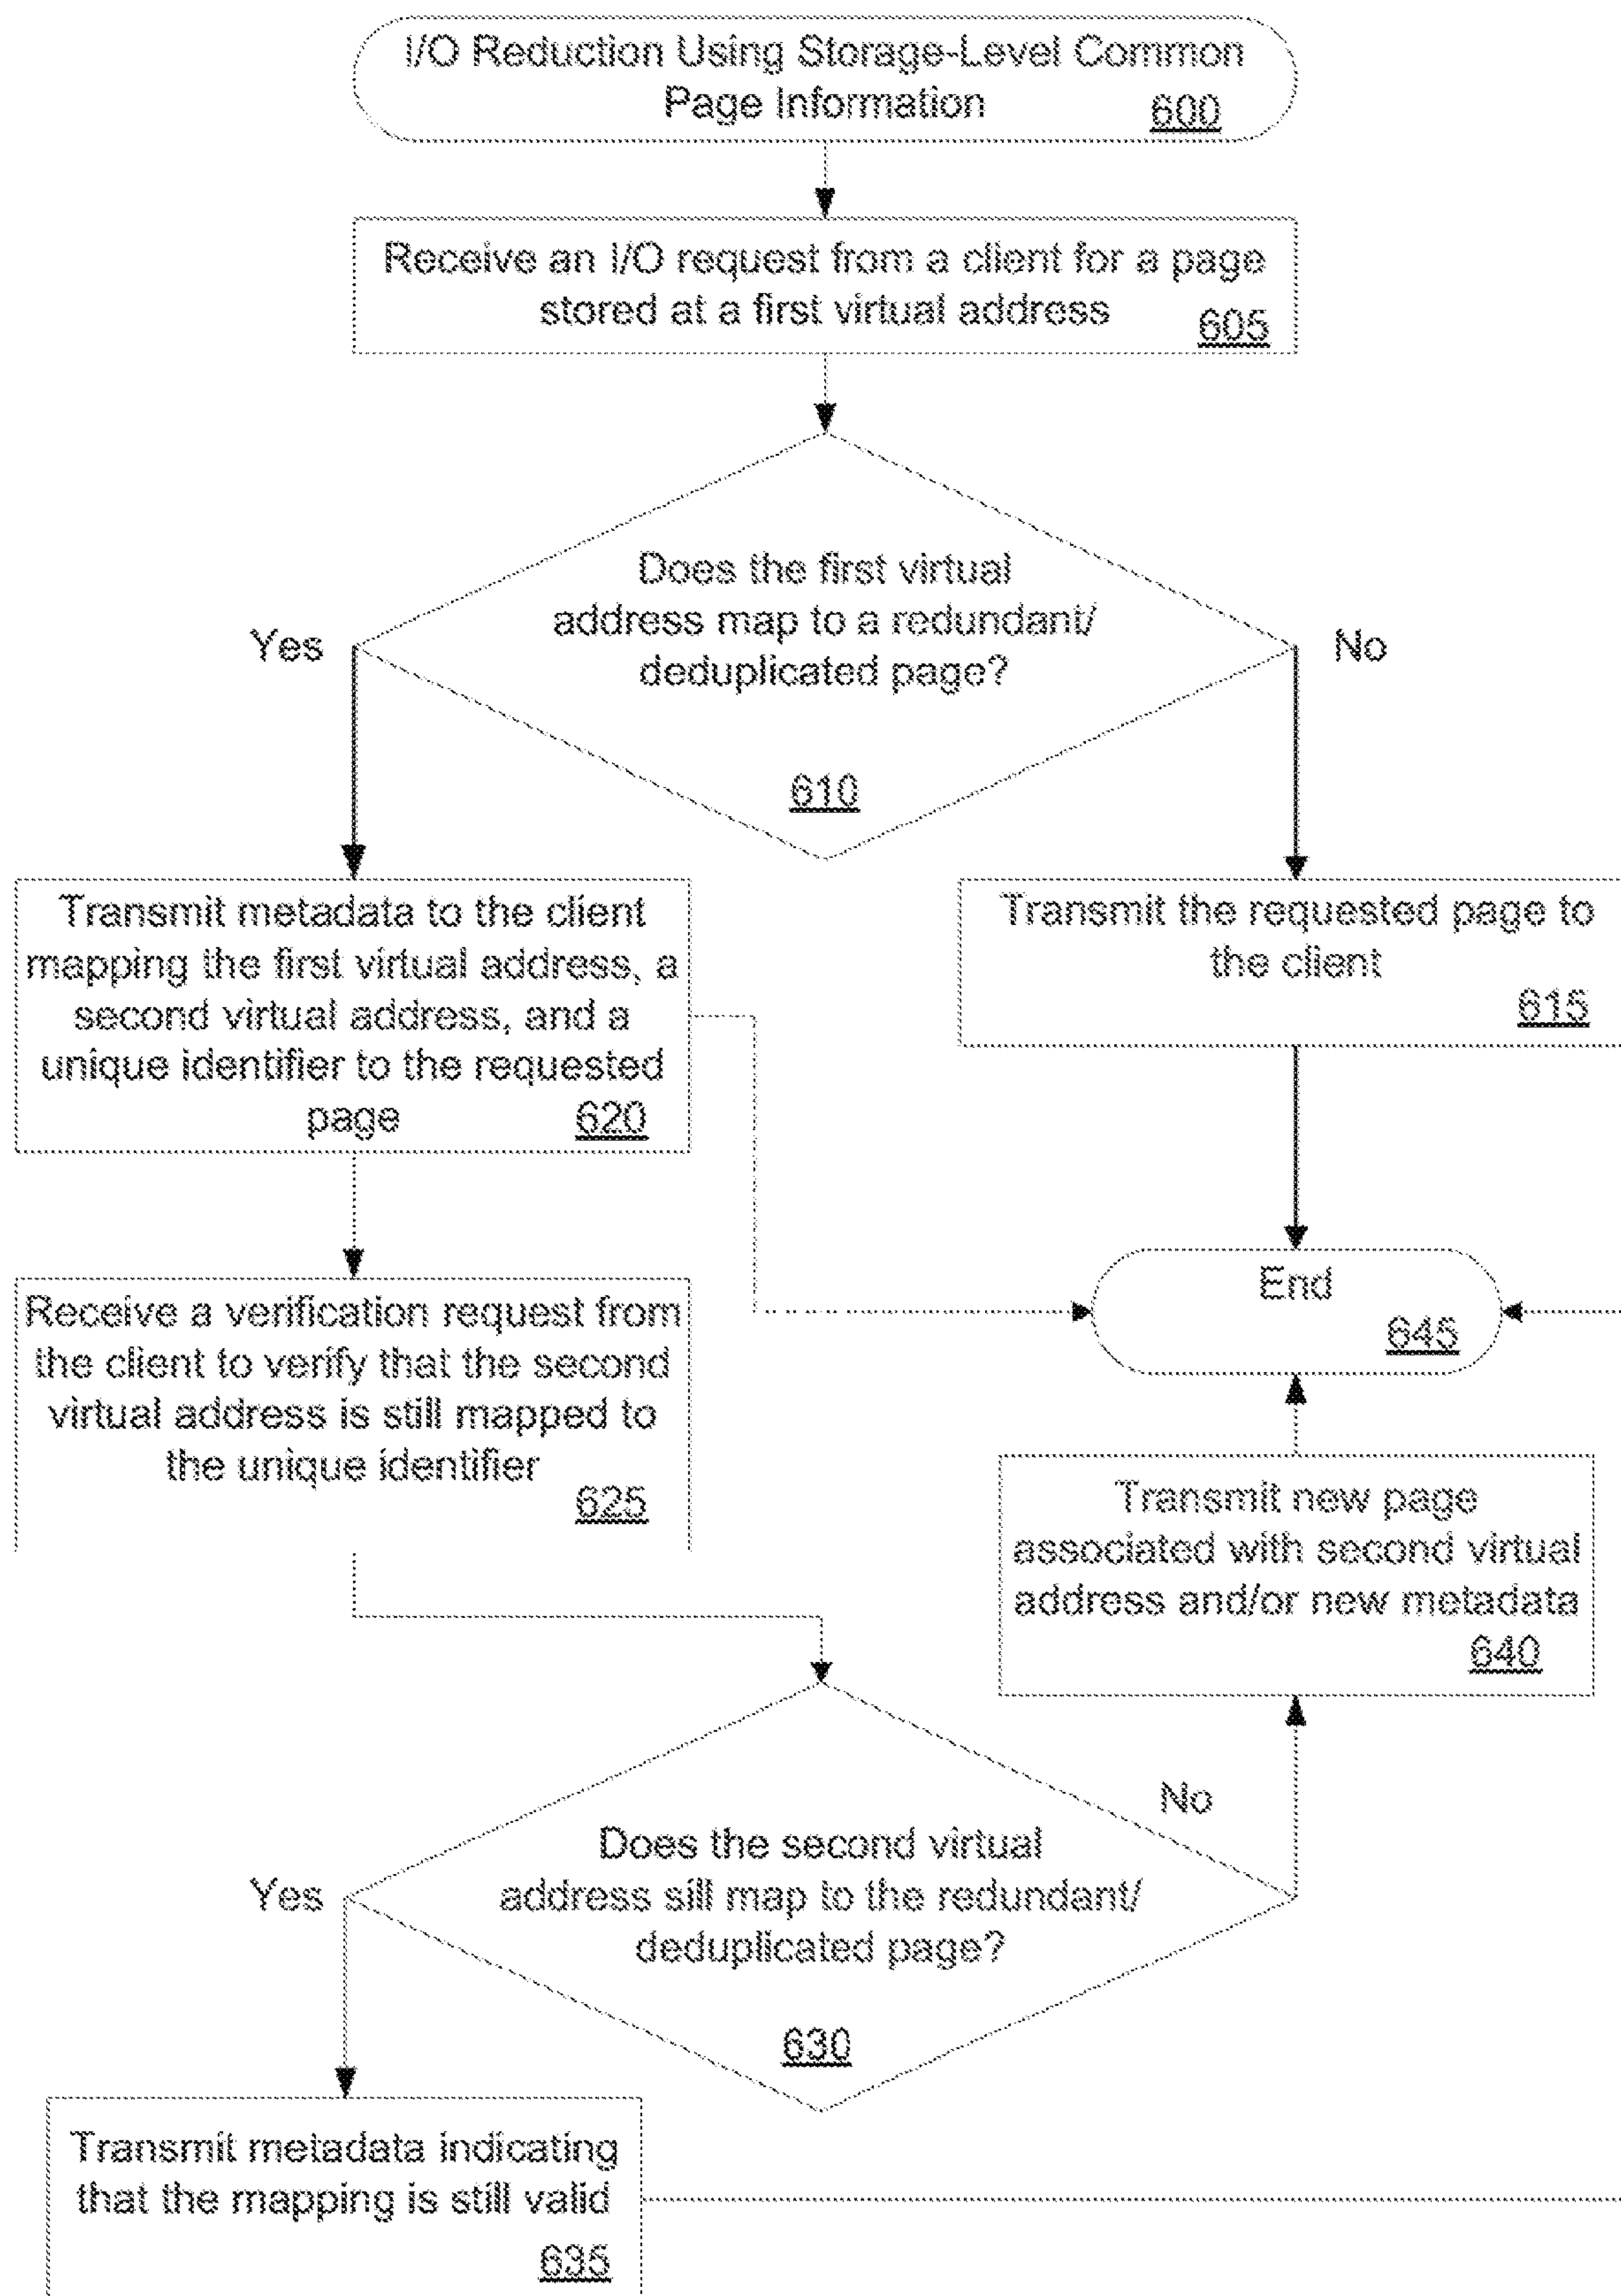 I/O Reduction Using Storage-Level Common
Page Information
600
Receive an I/O request from a client for a page
stored at a first virtual address
605
Does the first virtual
address map to a redundant/
deduplicated page?
610
Yes
No
Transmit metadata to the client
mapping the first virtual address, a
second virtual address, and a
unique identifier to the requested
page
620
Transmit the requested page to
the client
615
Receive a verification request from
the client to verify that the second
virtual address is still mapped to
the unique identifier
625
End
645
Transmit new page
associated with second virtual
address and/or new metadata
640
Does the second virtual
address sill map to the redundant/
deduplicated page?
630
Yes
No
Transmit metadata indicating
that the mapping is still valid
635